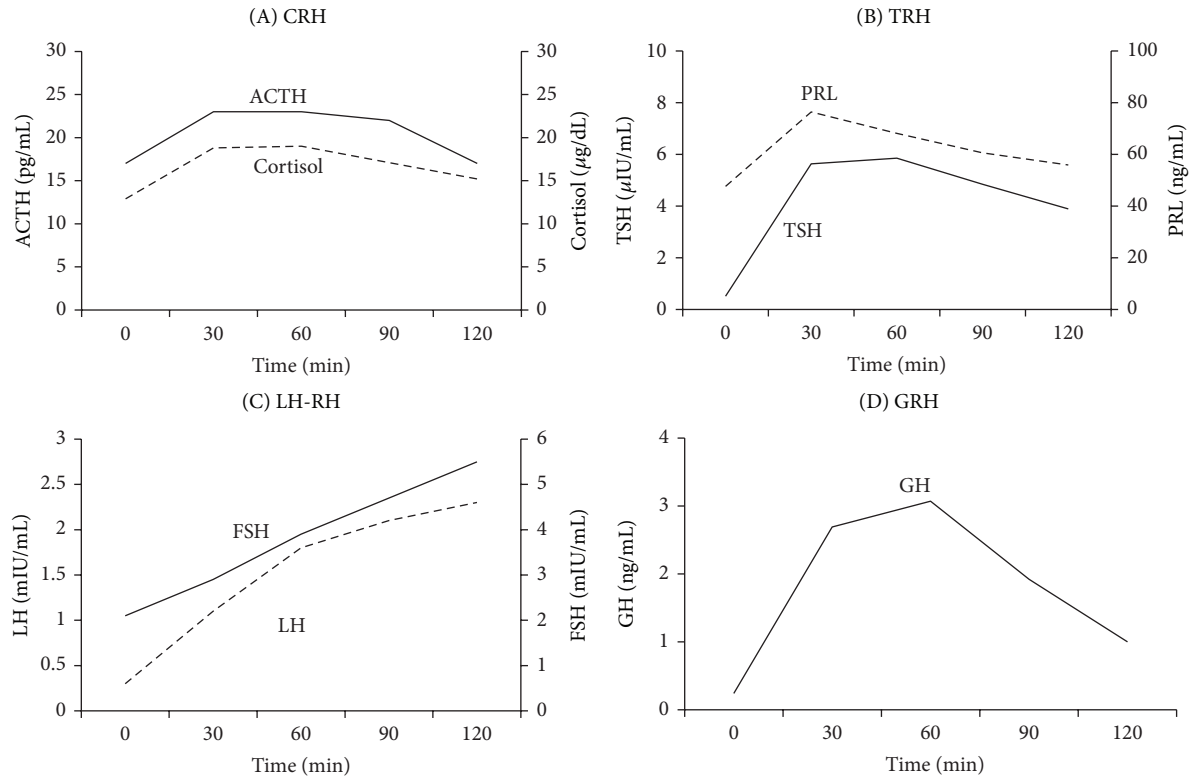 (A) CRH
30
25
20
15
10
5
0
ACTH (pg/mL)
ACTH
Cortisol
30
25
20
15
10
5
0
Cortisol (μg/dL)
0 30 60 90 120
Time (min)
(B) TRH
10
8
6
4
2
0
TSH (μIU/mL)
PRL
TSH
100
80
60
40
20
0
PRL (ng/mL)
0 30 60 90 120
Time (min)
(C) LH-RH
3
2.5
2
1.5
1
0.5
0
LH (mIU/mL)
FSH
LH
6
5
4
3
2
1
0
FSH (mIU/mL)
0 30 60 90 120
Time (min)
(D) GRH
4
3
2
1
0
GH (ng/mL)
GH
0 30 60 90 120
Time (min)